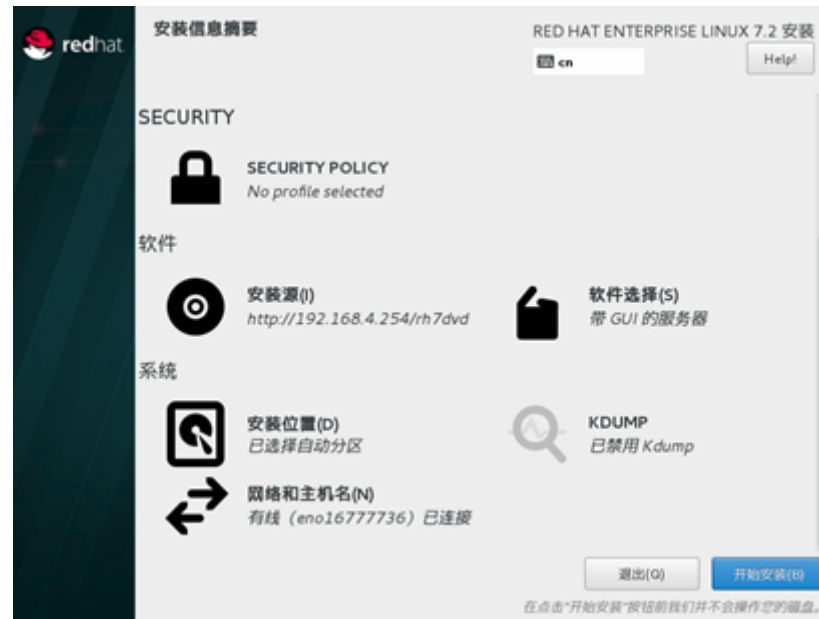 redhat
安装信息摘要
RED HAT ENTERPRISE LINUX 7.2 安装
cn
Help!
SECURITY
SECURITY POLICY
No profile selected
软件
安装源(I)
http://192.168.4.254/rh7dvd
软件选择(S)
带 GUI 的服务器
系统
安装位置(D)
已选择自动分区
KDUMP
已禁用 Kdump
网络和主机名(N)
有线（eno16777736）已连接
退出(Q)
开始安装(B)
在点击"开始安装"按钮前我们并不会操作您的磁盘。